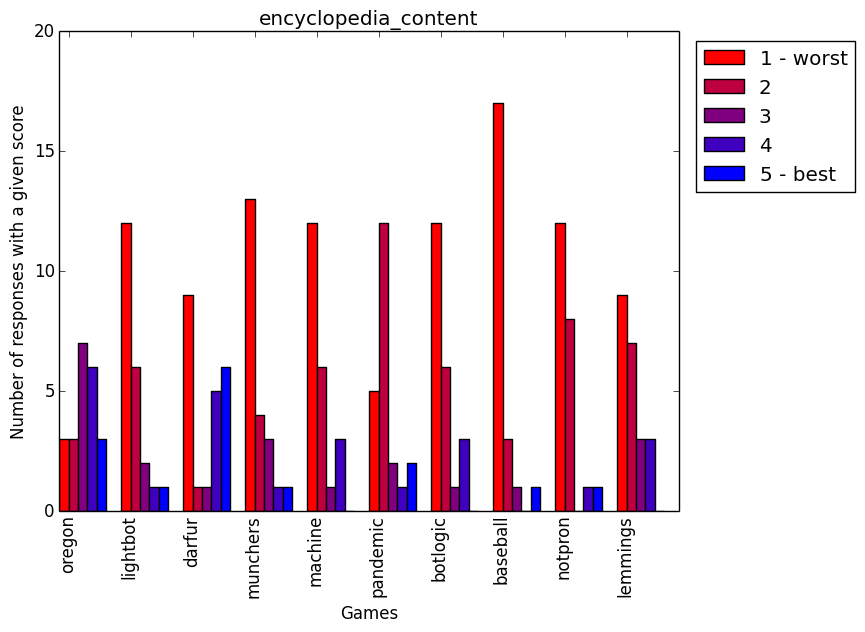 encyclopedia_content
Number of responses with a given score
20
15
10
5
0
oregon
lightbot
darfur
munchers
machine
pandemic
botlogic
baseball
notpron
lemmings
Games
1 - worst
2
3
4
5 - best